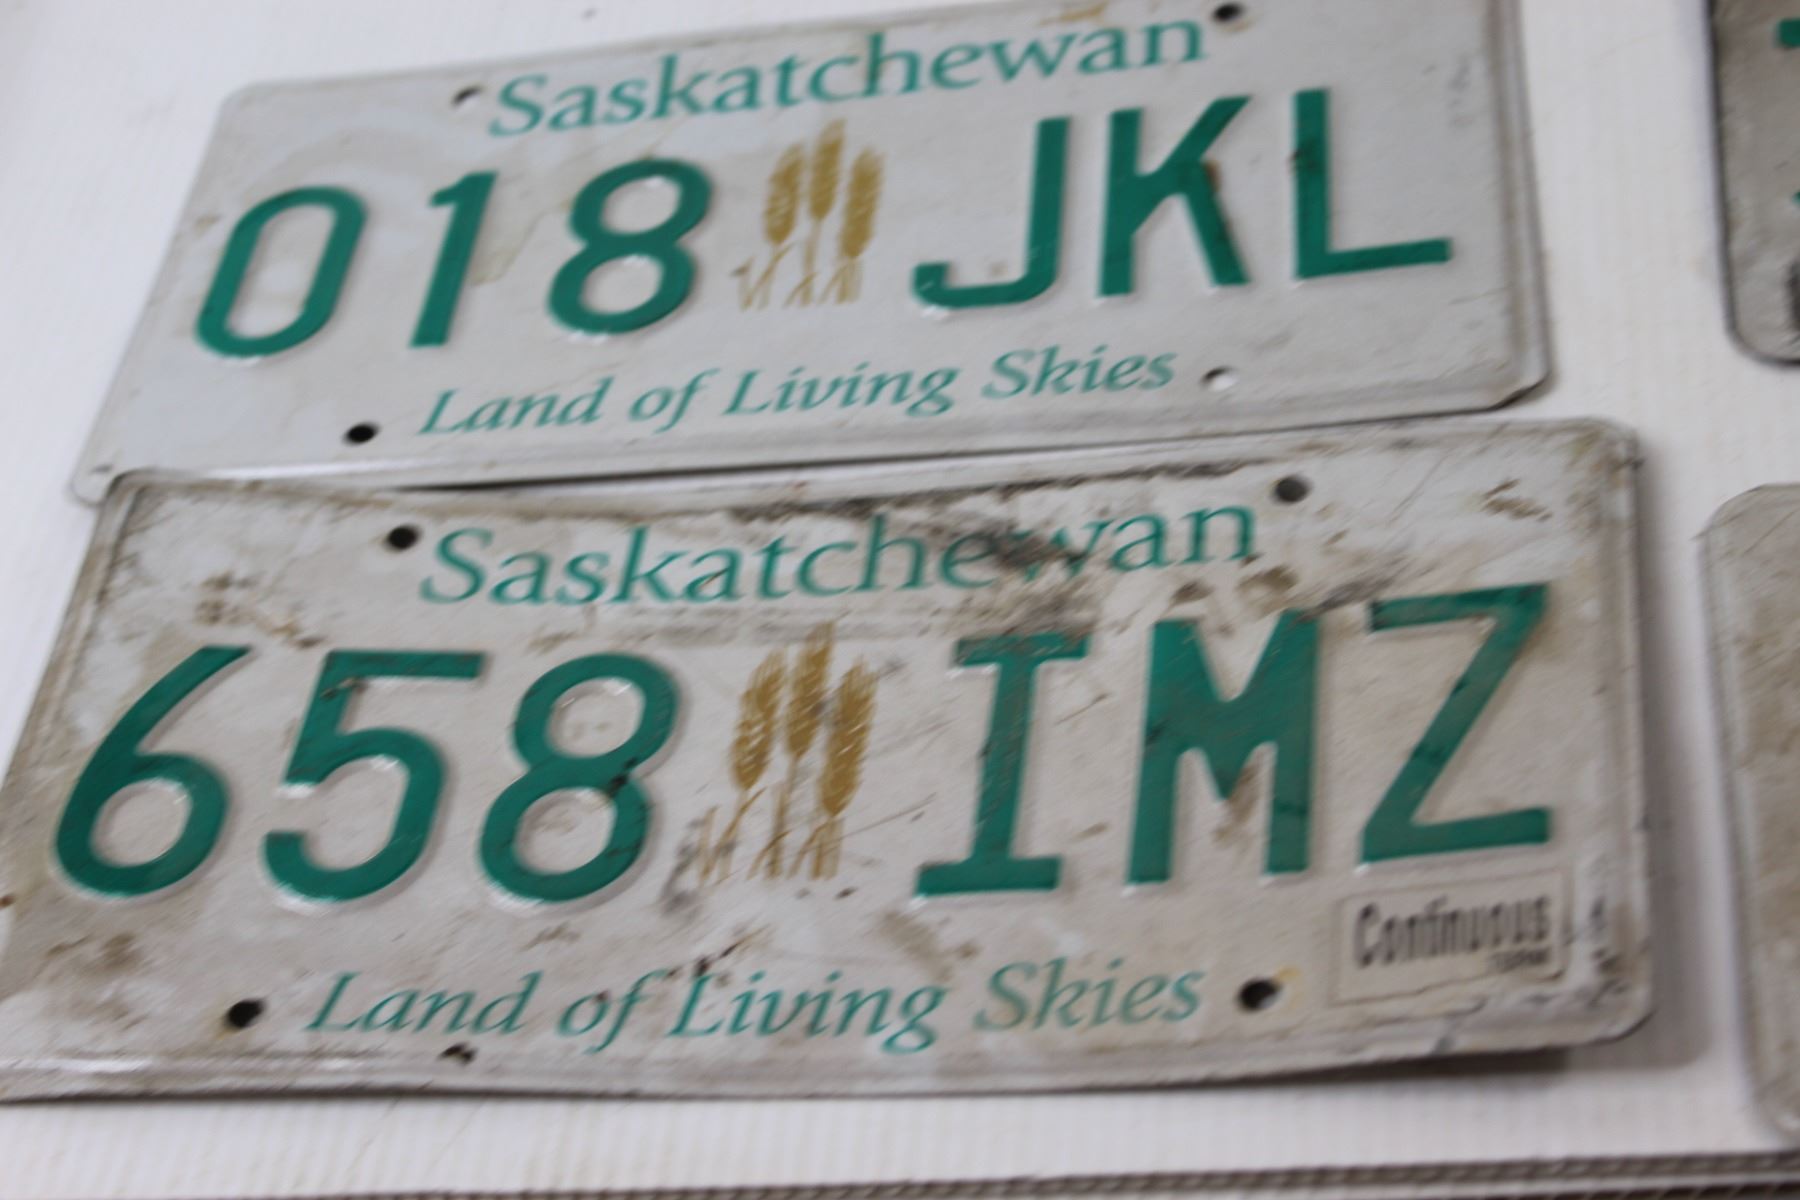 Saskatchewan
018 JKL
Land of Living Skies
Saskatchewan
658 IMZ
Land of Living Skies
Continuous